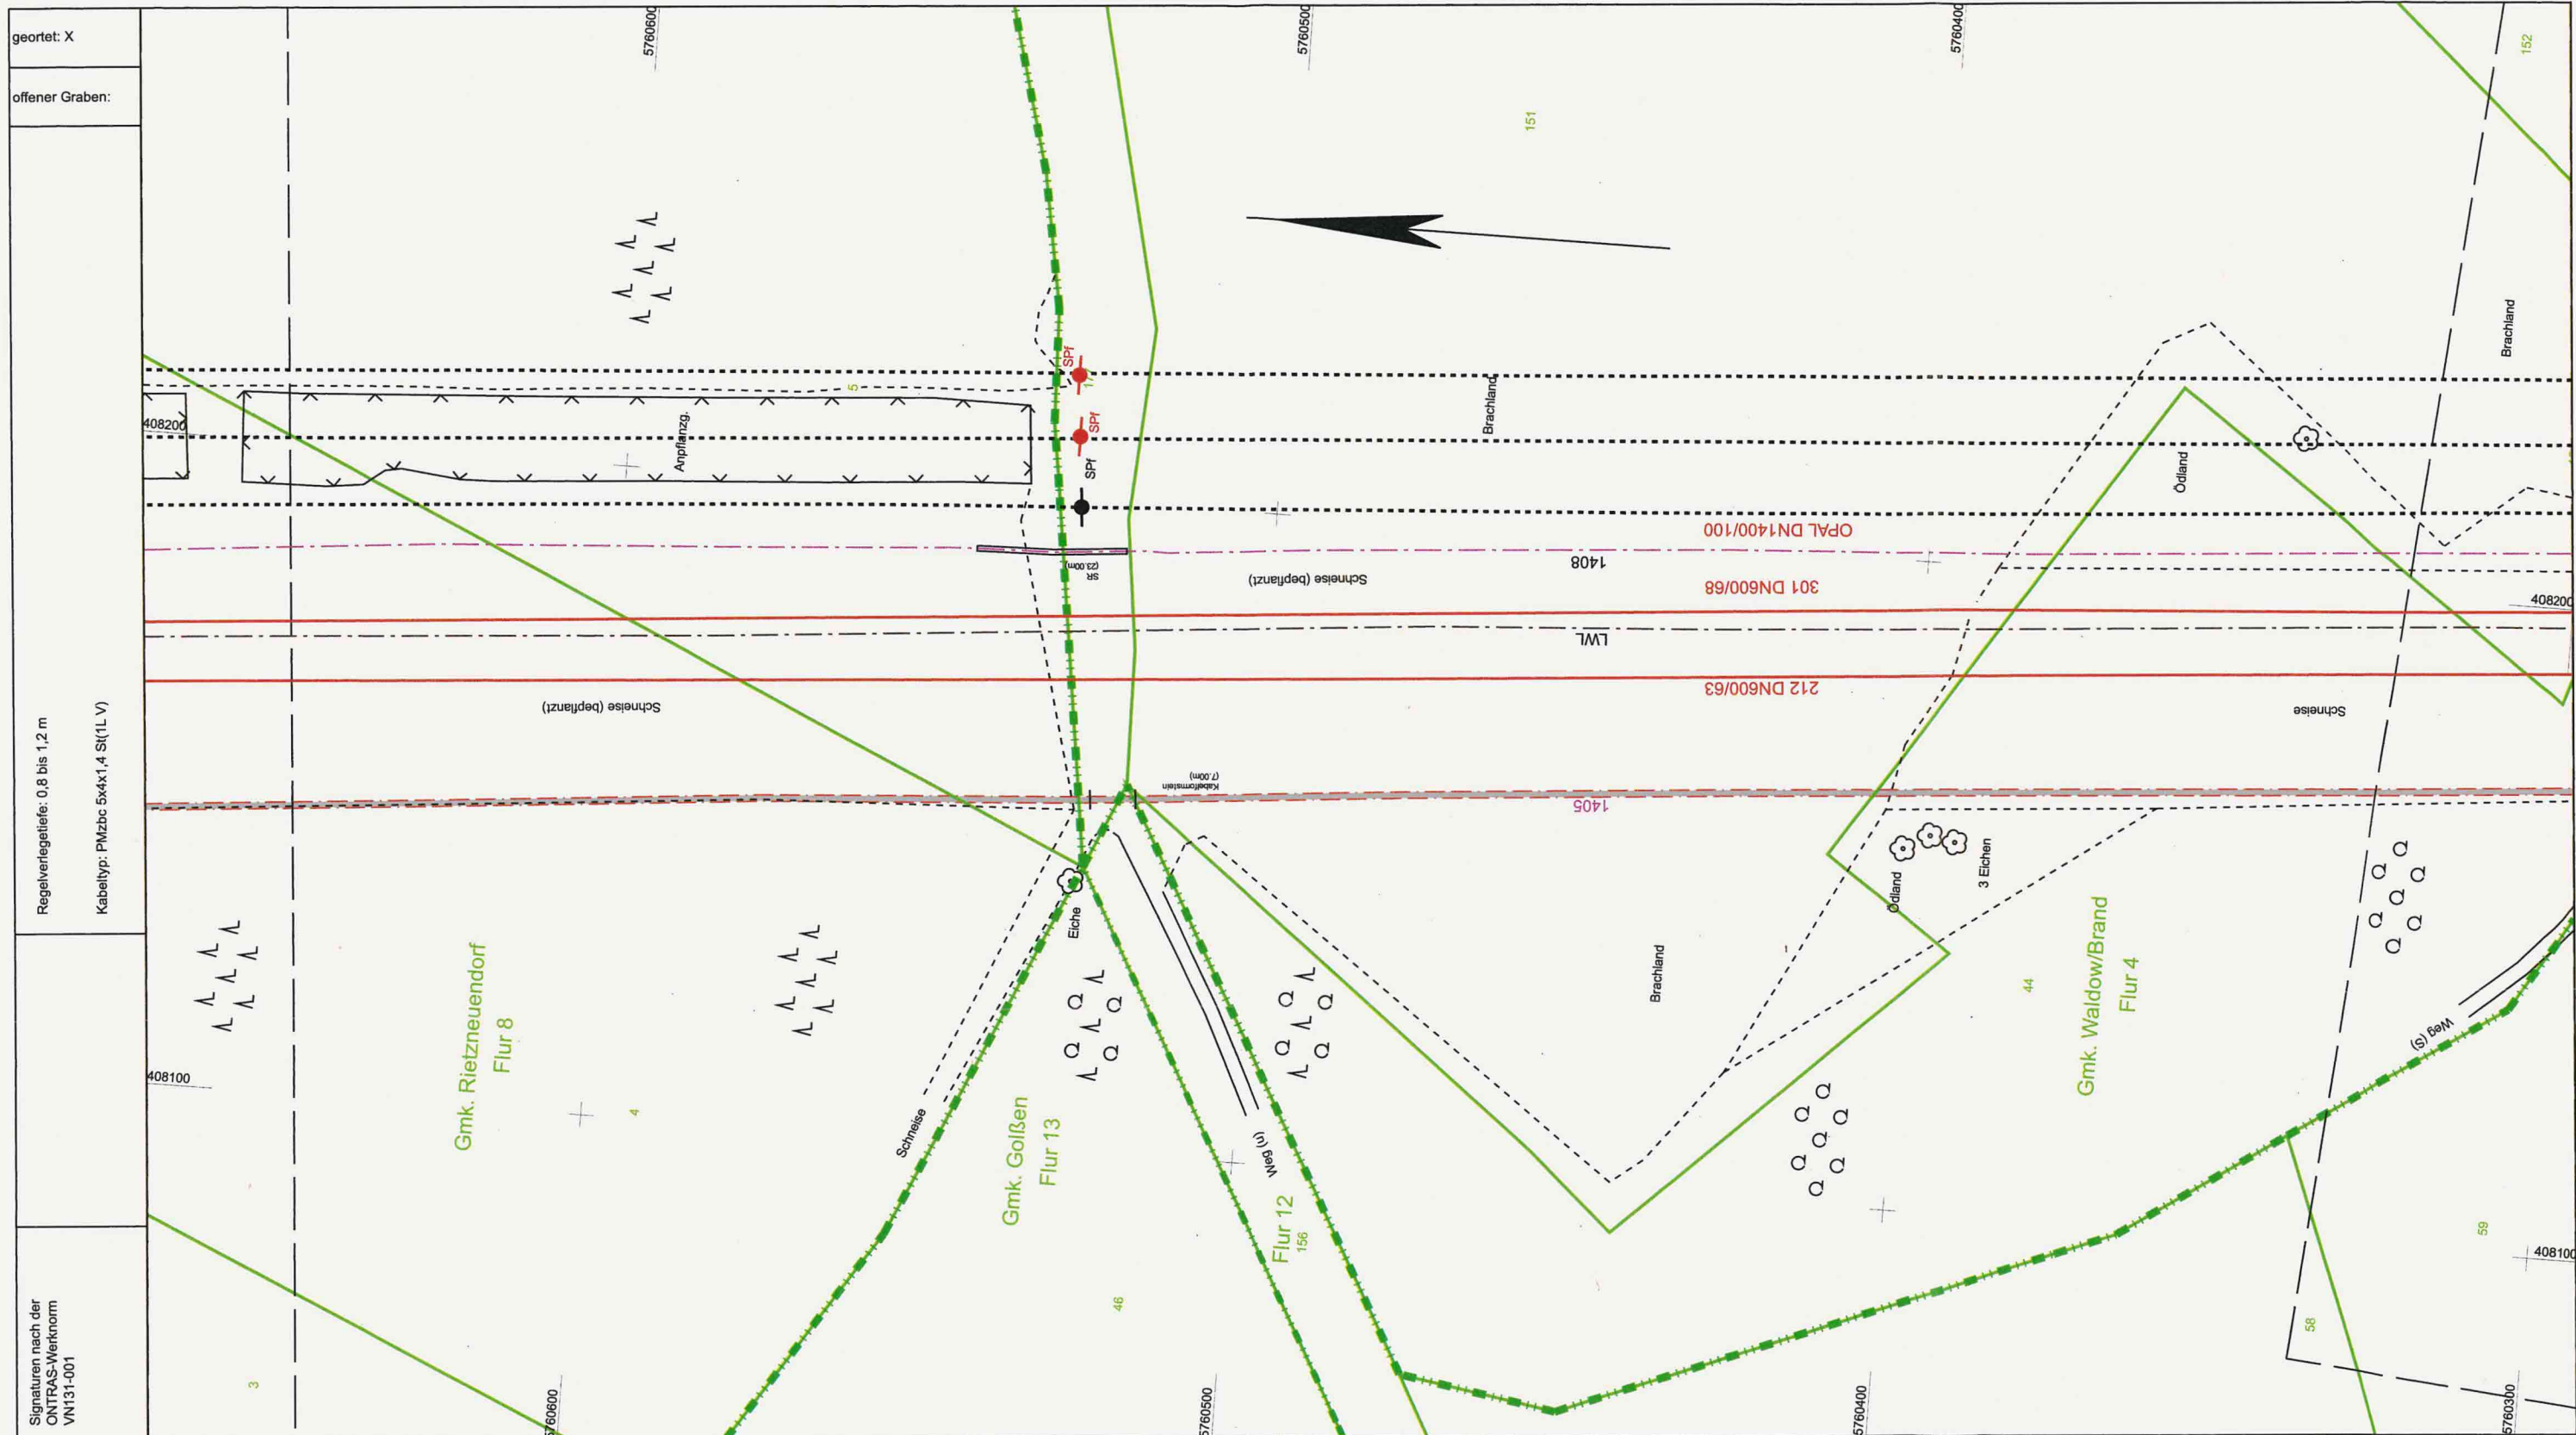 geortet: X
offener Graben:
Regelverlegetiefe: 0,8 bis 1,2 m
Kabeltyp: PMzbc 5x4x1,4 St(1L V)
Signaturen nach der
ONTRAS-Werknorm
VN131-001
5760600
5760500
5760400
152
151
Brachland
5
SPf
17
SPf
SPf
408200
Anpflanzg.
Brachland
Ödland
OPAL DN1400/100
1408
SR
(23.00m)
Schneise (bepflanzt)
301 DN600/68
408200
LWL
212 DN600/63
Schneise (bepflanzt)
Schneise
Kabelformstein
(7.00m)
1405
Eiche
Ödland
3 Eichen
Brachland
44
Gmk. Waldow/Brand
Flur 4
Weg (S)
Gmk. Rietzneuendorf
Flur 8
408100
4
Schneise
Gmk. Golßen
Flur 13
Weg (u)
Flur 12
156
46
59
408100
58
3
5760600
5760500
5760400
5760300